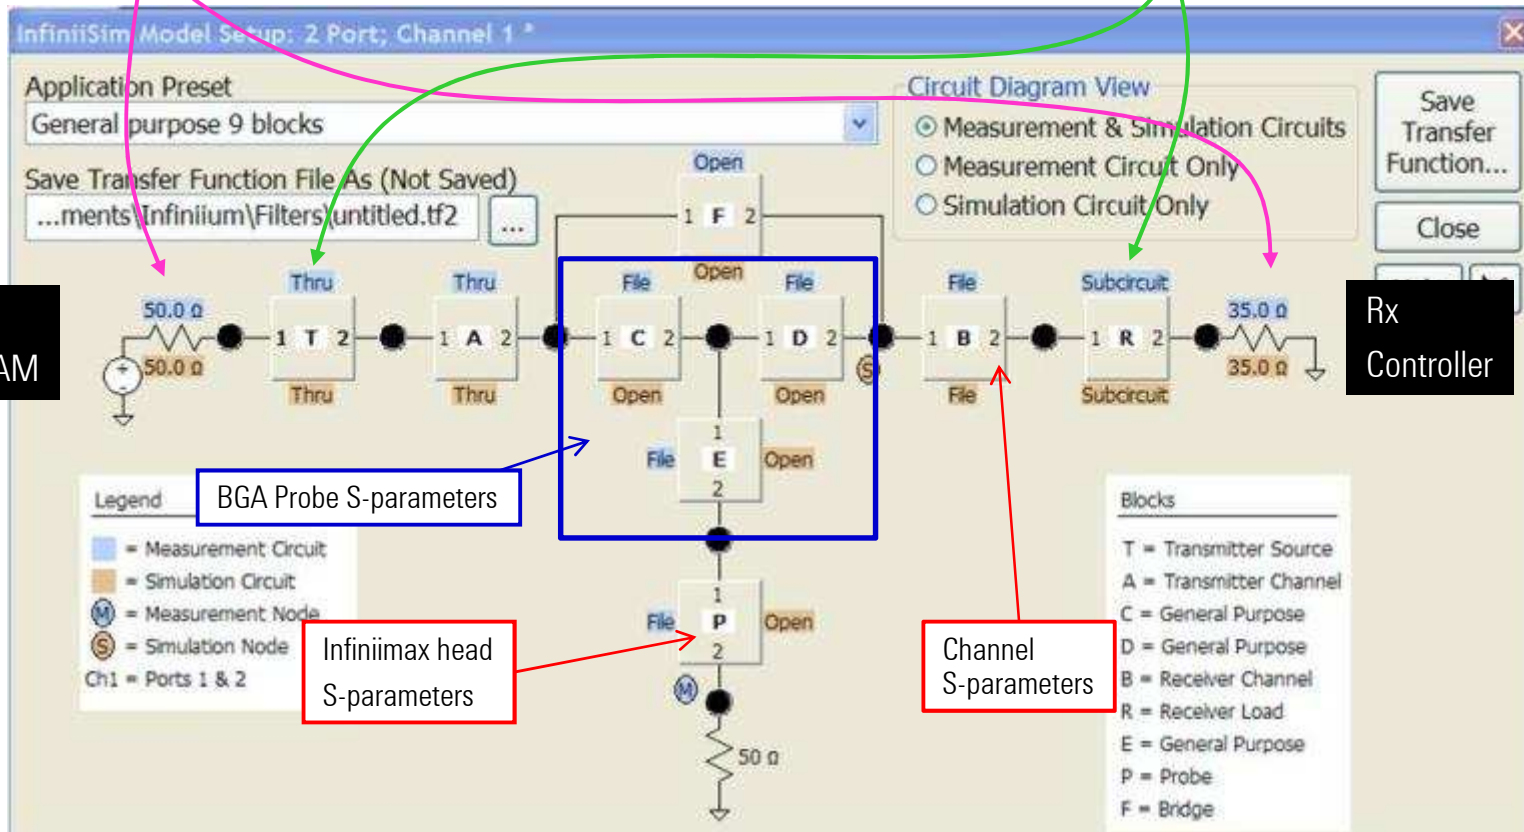 InfiniiSim Model Setup: 2 Port; Channel 1 *
Application Preset
General purpose 9 blocks
Save Transfer Function File As (Not Saved)
...ments\Infiniium\Filters\untitled.tf2
...
Circuit Diagram View
Measurement & Simulation Circuits
Measurement Circuit Only
Simulation Circuit Only
Save
Transfer
Function...
Close
Open
1 F 2
Open
AM
50.0 Ω
50.0 Ω
Thru
1 T 2
Thru
Thru
1 A 2
Thru
File
1 C 2
Open
File
1 D 2
Open
S
File
1 B 2
File
Subcircuit
1 R 2
Subcircuit
35.0 Ω
35.0 Ω
Rx
Controller
1
File E Open
2
BGA Probe S-parameters
Legend
= Measurement Circuit
= Simulation Circuit
M = Measurement Node
S = Simulation Node
Ch1 = Ports 1 & 2
Infiniimax head
S-parameters
1
File P Open
2
M
50 Ω
Channel
S-parameters
Blocks
T = Transmitter Source
A = Transmitter Channel
C = General Purpose
D = General Purpose
B = Receiver Channel
R = Receiver Load
E = General Purpose
P = Probe
F = Bridge